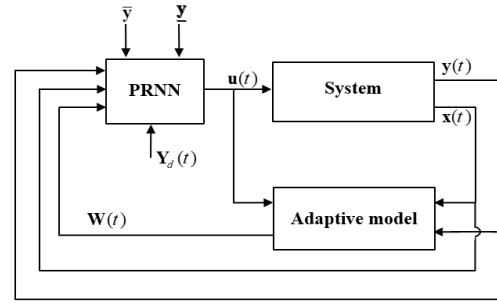 ȳ y̲
PRNN
u(t)
System
y(t)
x(t)
Y_d(t)
W(t)
Adaptive model